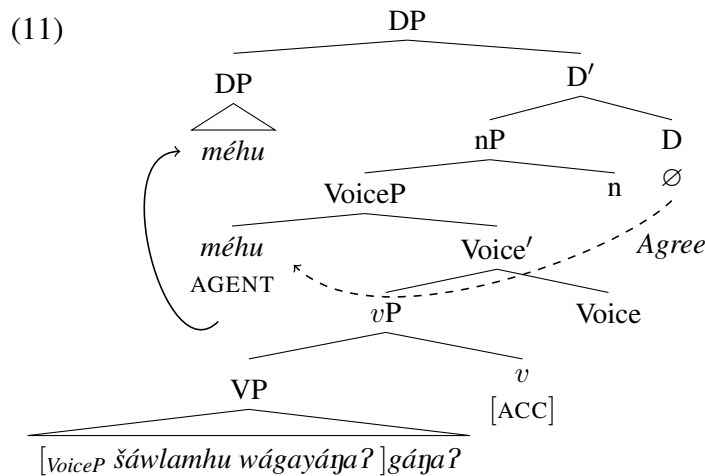 (11)
DP
DP D′
méhu nP D
∅
VoiceP n
méhu Voice′ Agree
AGENT
vP Voice
VP v
[ACC]
[VoiceP šáwlamhu wágayáŋaʔ ]gáŋaʔ